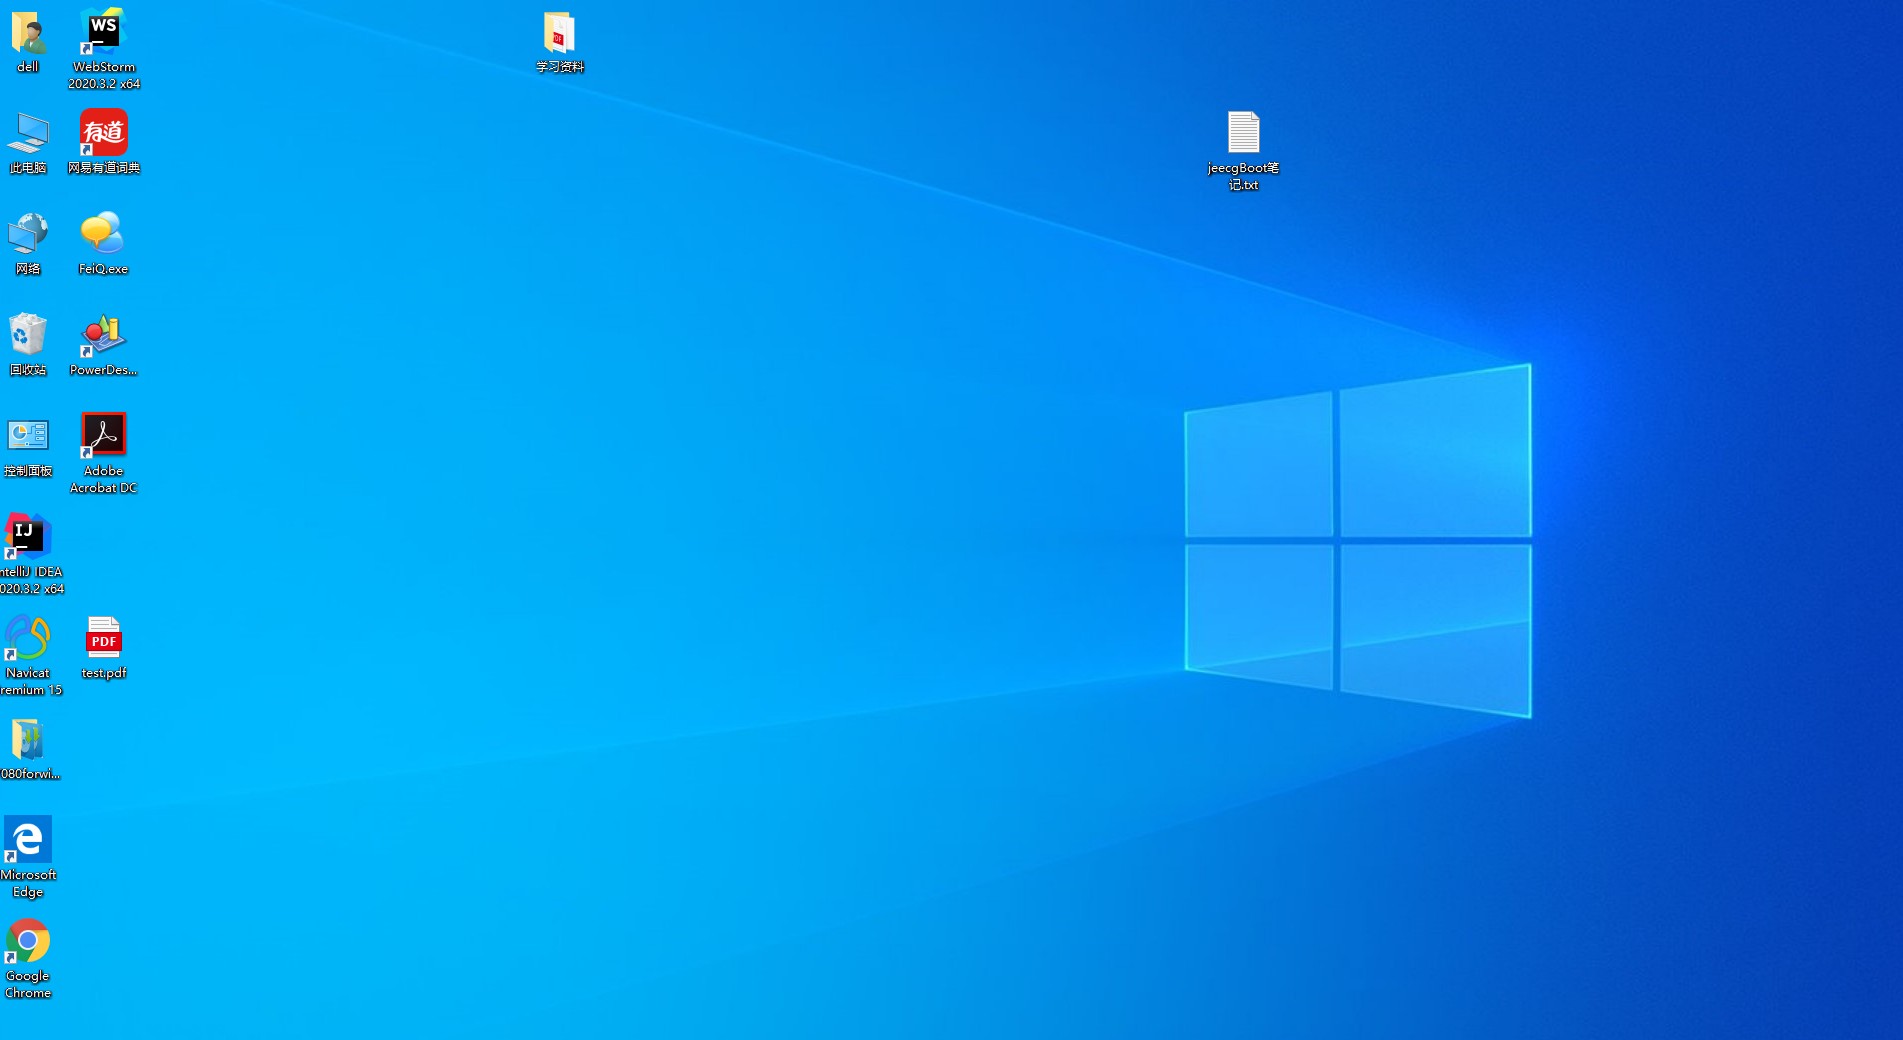 dell
WS
WebStorm
2020.3.2 x64
学习资料
此电脑
有道
网易有道词典
jeecgBoot笔
记.txt
网络
FeiQ.exe
回收站
PowerDes...
控制面板
Adobe
Acrobat DC
IJ
ntelliJ IDEA
020.3.2 x64
Navicat
remium 15
PDF
test.pdf
080forwi...
Microsoft
Edge
Google
Chrome